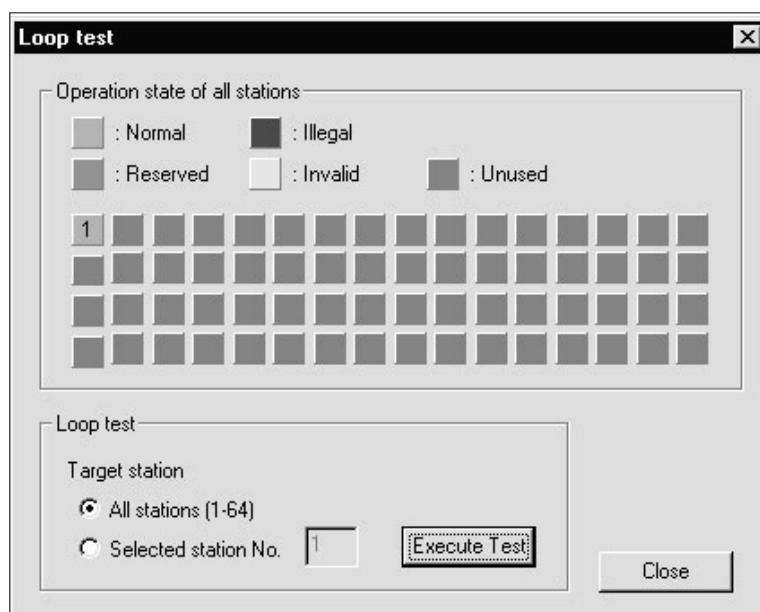 Loop test
Operation state of all stations
: Normal : Illegal
: Reserved : Invalid : Unused
1
Loop test
Target station
All stations (1-64)
Selected station No. 1 Execute Test
Close